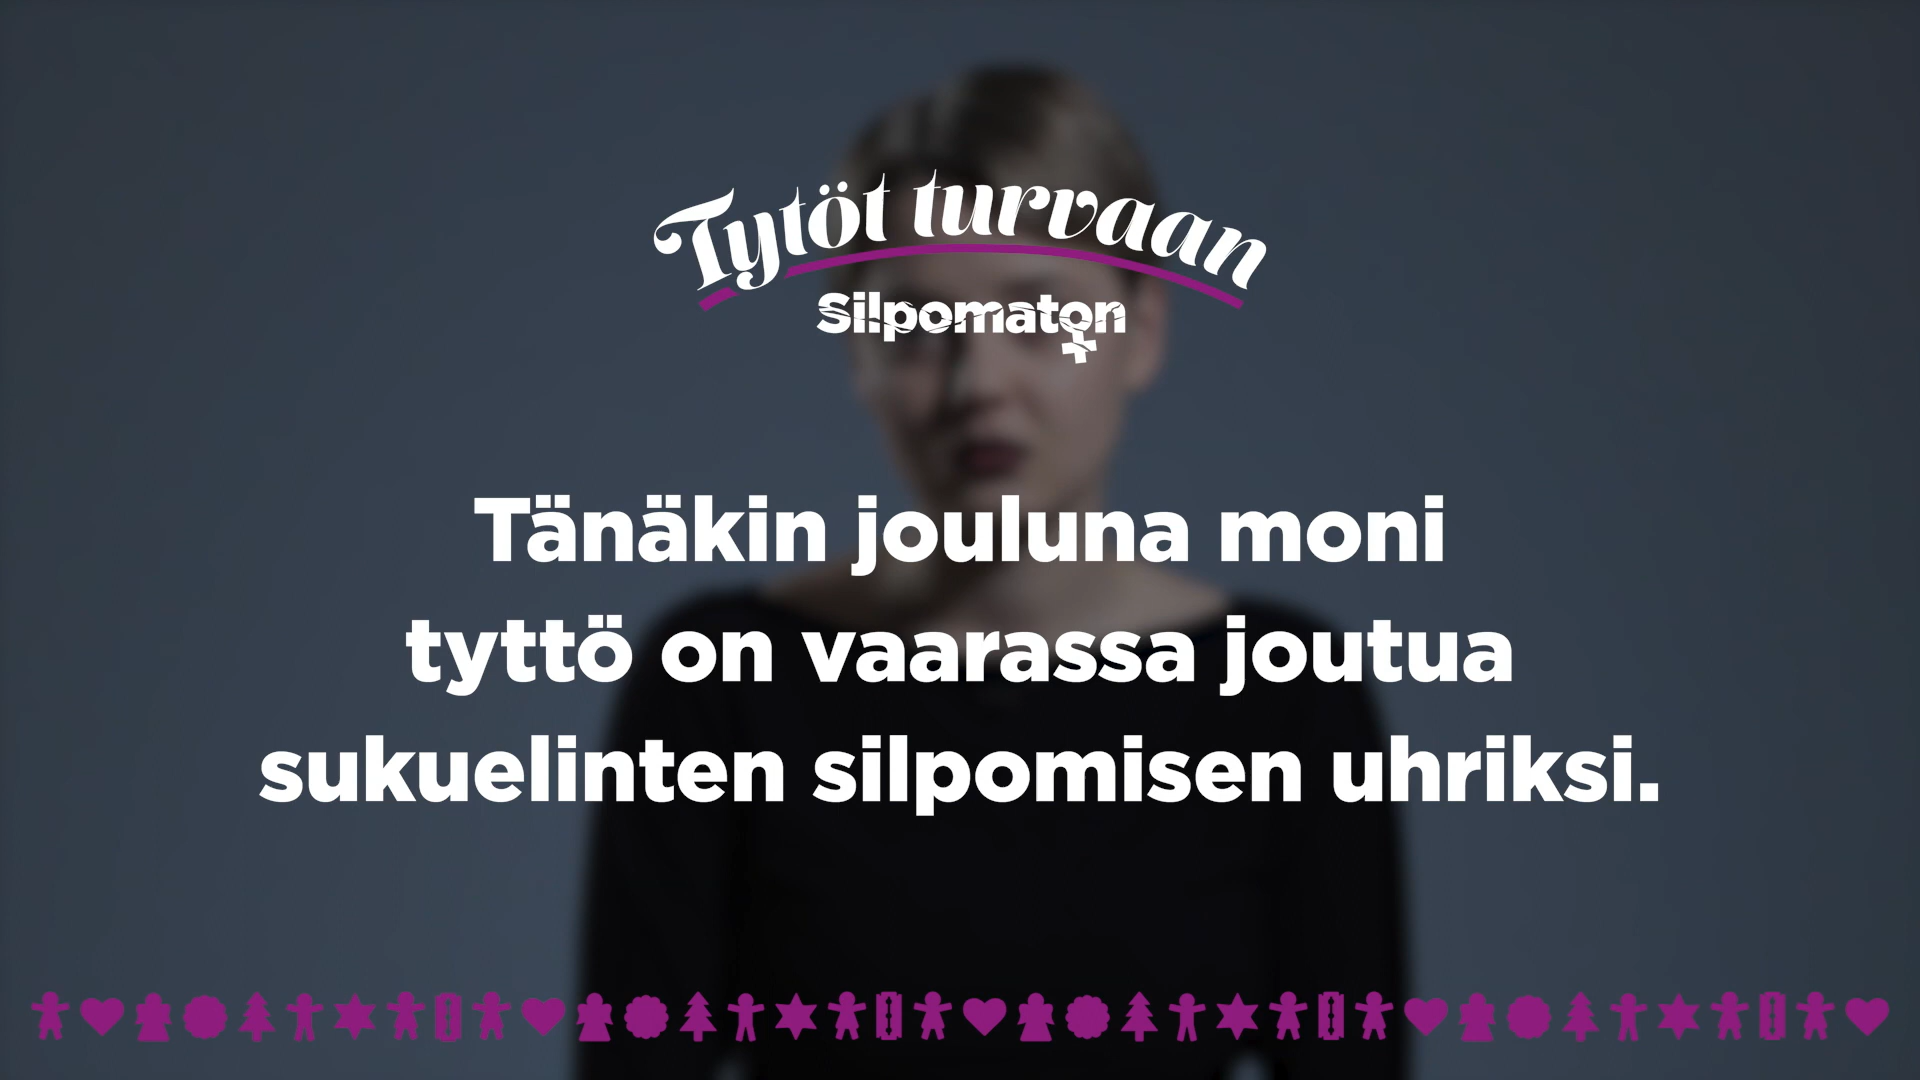 Tytöt turvaan
Silpomaton
Tänäkin jouluna moni
tyttö on vaarassa joutua
sukuelinten silpomisen uhriksi.